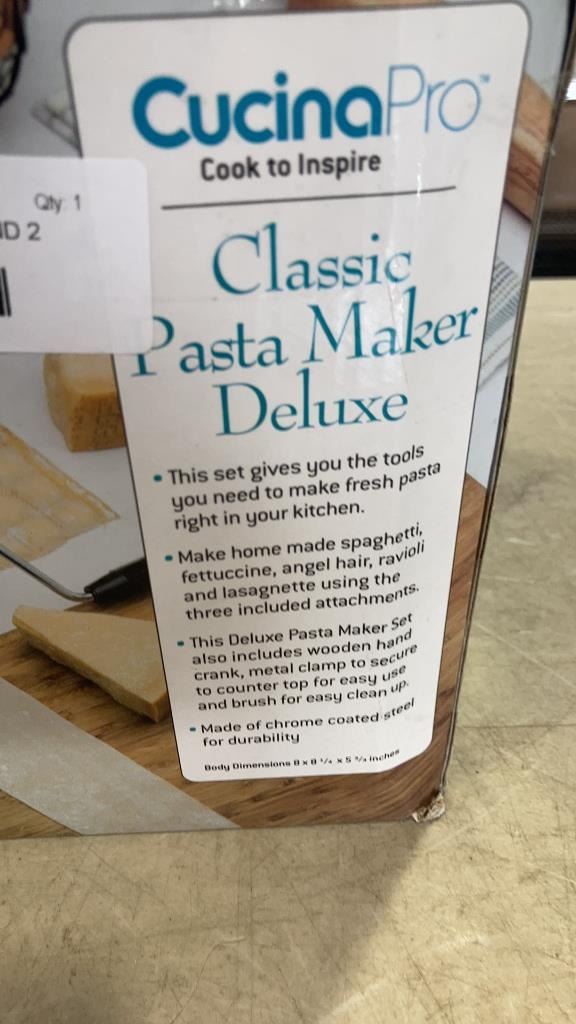 CucinaPro™
Cook to Inspire
Qty: 1
ND 2
Classic
Pasta Maker
Deluxe
• This set gives you the tools
you need to make fresh pasta
right in your kitchen.
• Make home made spaghetti,
fettuccine, angel hair, ravioli
and lasagnette using the
three included attachments.
• This Deluxe Pasta Maker Set
also includes wooden hand
crank, metal clamp to secure
to counter top for easy use
and brush for easy clean up.
• Made of chrome coated steel
for durability
Body Dimensions 8 x 8 ¼ x 5 ¾ inches